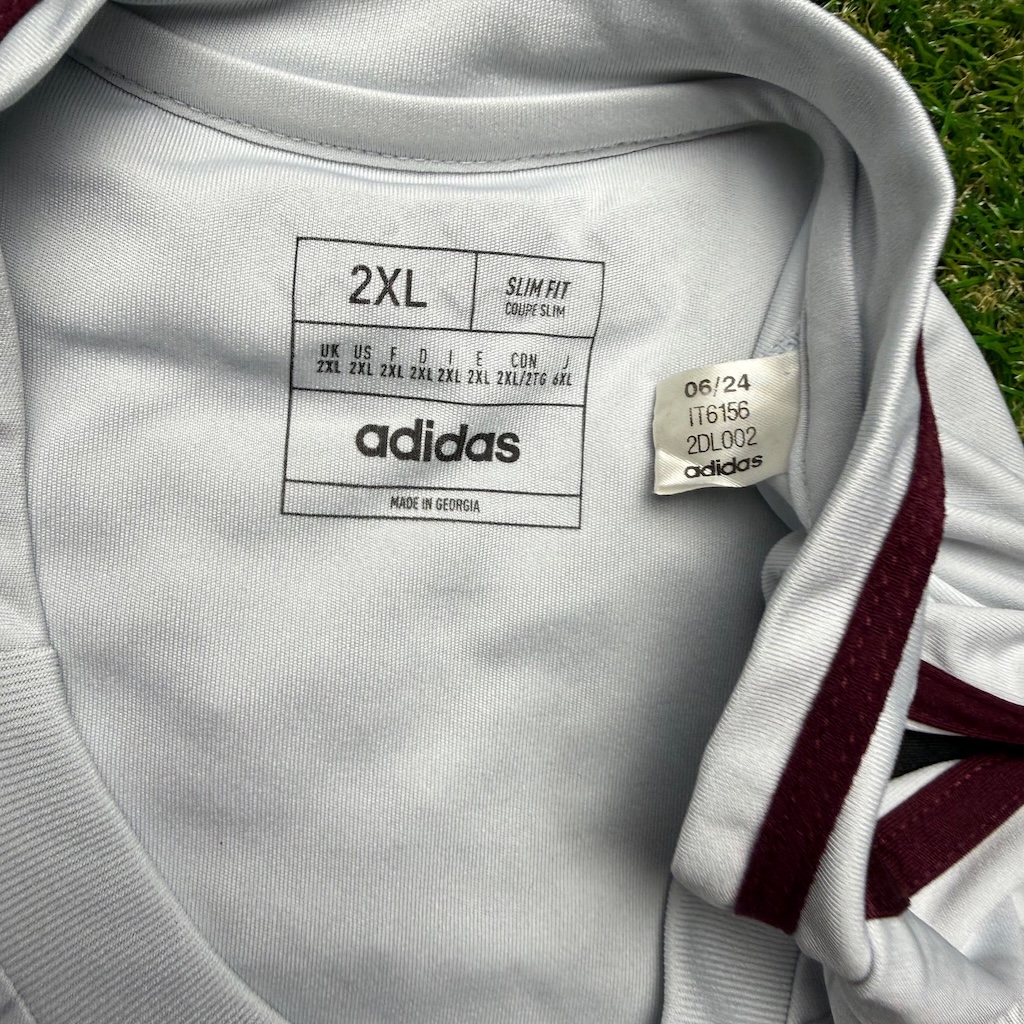 2XL
SLIM FIT
COUPE SLIM
UK US F D I E CDN J
2XL 2XL 2XL 2XL 2XL 2XL 2XL/2TG 6XL
adidas
MADE IN GEORGIA
06/24
IT6156
2DL002
adidas